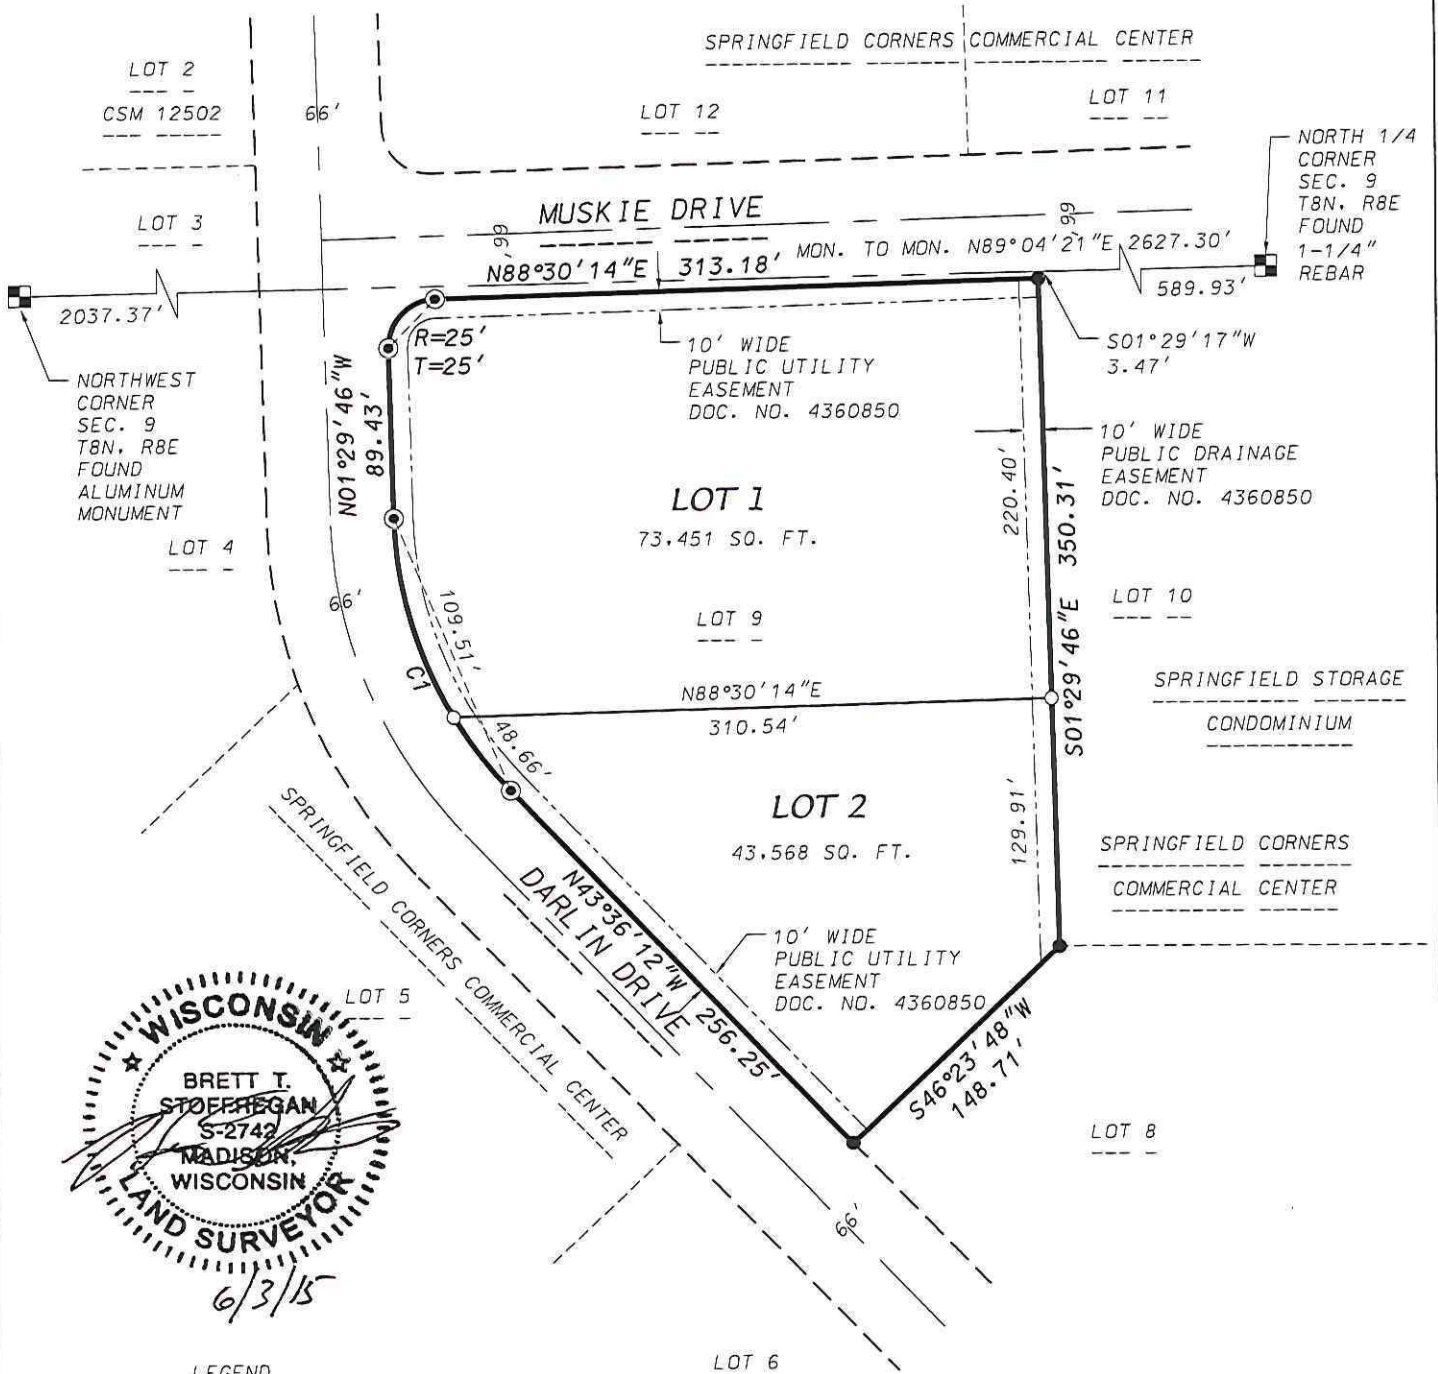 SPRINGFIELD CORNERS COMMERCIAL CENTER
LOT 2
CSM 12502
66'
LOT 12
LOT 11
NORTH 1/4
CORNER
SEC. 9
T8N, R8E
FOUND
1-1/4"
REBAR
LOT 3
MUSKIE DRIVE
66'
66'
MON. TO MON. N89°04'21"E 2627.30'
N88°30'14"E 313.18'
2037.37'
589.93'
NORTHWEST
CORNER
SEC. 9
T8N, R8E
FOUND
ALUMINUM
MONUMENT
R=25'
T=25'
10' WIDE
PUBLIC UTILITY
EASEMENT
DOC. NO. 4360850
S01°29'17"W
3.47'
N01°29'46"W
89.43'
10' WIDE
PUBLIC DRAINAGE
EASEMENT
DOC. NO. 4360850
LOT 1
73,451 SQ. FT.
220.40'
S01°29'46"E 350.31'
LOT 4
66'
109.51'
C1
LOT 9
LOT 10
N88°30'14"E
310.54'
SPRINGFIELD STORAGE
CONDOMINIUM
48.66'
LOT 2
43,568 SQ. FT.
129.91'
SPRINGFIELD CORNERS
COMMERCIAL CENTER
SPRINGFIELD CORNERS COMMERCIAL CENTER
N43°36'12"W 256.25'
DARLIN DRIVE
10' WIDE
PUBLIC UTILITY
EASEMENT
DOC. NO. 4360850
S46°23'48"W
148.71'
LOT 5
WISCONSIN
BRETT T.
STOFFREGAN
S-2742
MADISON,
WISCONSIN
LAND SURVEYOR
6/3/15
LOT 8
66'
LOT 6
LEGEND